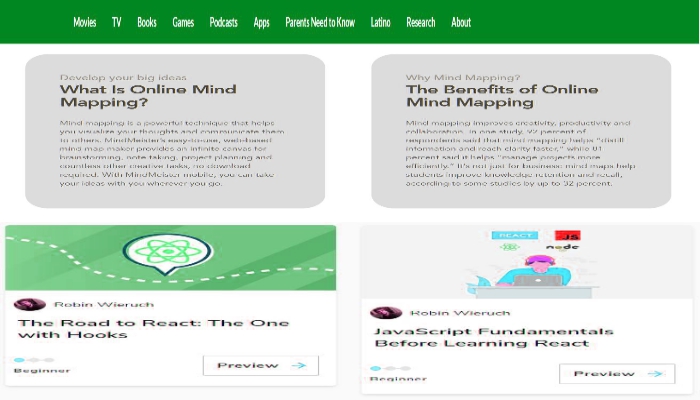 Movies TV Books Games Podcasts Apps Parents Need to Know Latino Research About
Develop your big ideas
What Is Online Mind
Mapping?
Mind mapping is a powerful technique that helps
you visualize your thoughts and communicate them
to others. MindMeister's easy-to-use, web-based
mind map maker provides an infinite canvas for
brainstorming, note taking, project planning and
countless other creative tasks, no download
required. With MindMeister mobile, you can take
your ideas with you wherever you go.
Why Mind Mapping?
The Benefits of Online
Mind Mapping
Mind mapping improves creativity, productivity and
collaboration. In one study, 92 percent of
respondents said that mind mapping helps "distill
information and reach clarity faster," while 81
percent said it helps "manage projects more
efficiently." It's not just for business: mind maps help
students improve knowledge retention and recall,
according to some studies by up to 32 percent.
Robin Wieruch
The Road to React: The One
with Hooks
Beginner
Preview
REACT JS
node
Robin Wieruch
JavaScript Fundamentals
Before Learning React
Beginner
Preview